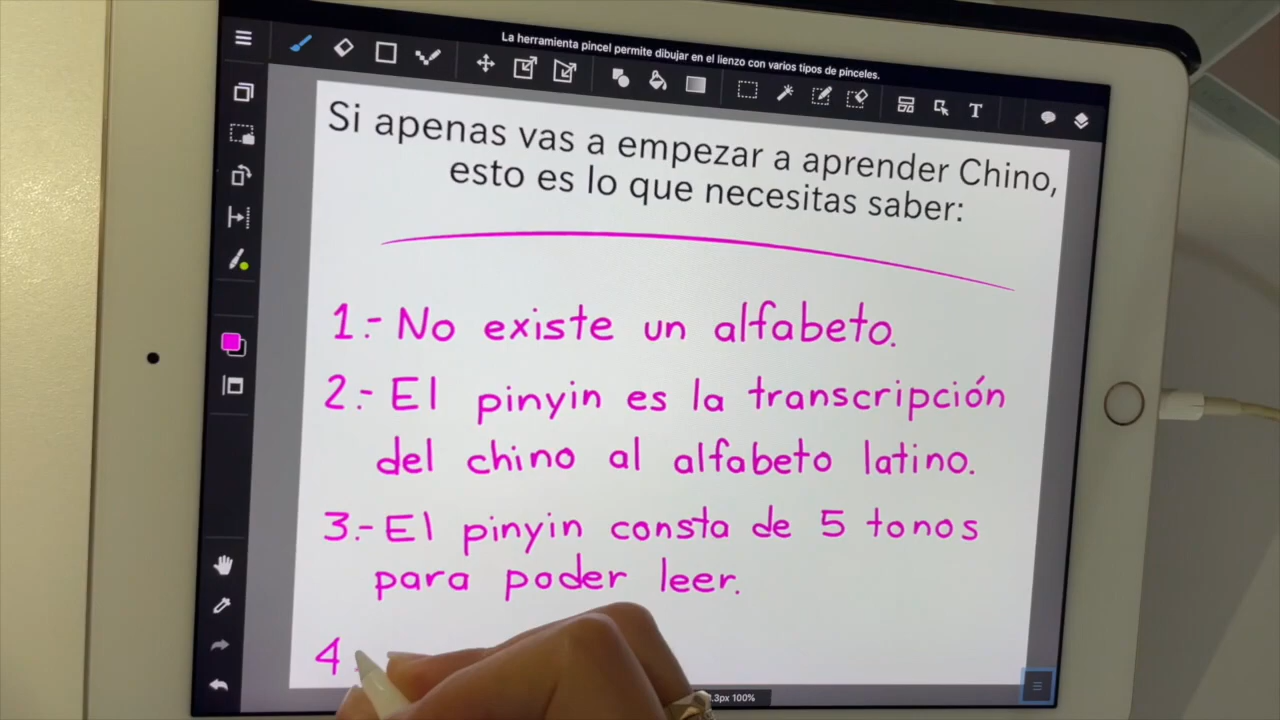 La herramienta pincel permite dibujar en el lienzo con varios tipos de pinceles.
T
Si apenas vas a empezar a aprender Chino,
esto es lo que necesitas saber:
1.- No existe un alfabeto.
2.- El pinyin es la transcripción
del chino al alfabeto latino.
3.- El pinyin consta de 5 tonos
para poder leer.
4
.3px 100%